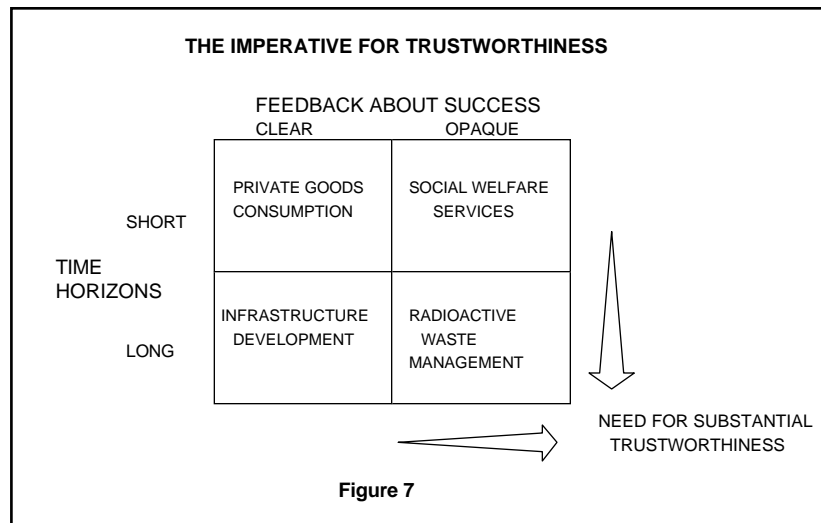 THE IMPERATIVE FOR TRUSTWORTHINESS
FEEDBACK ABOUT SUCCESS
CLEAR OPAQUE
PRIVATE GOODS
CONSUMPTION
SOCIAL WELFARE
SERVICES
SHORT
TIME
HORIZONS
INFRASTRUCTURE
DEVELOPMENT
RADIOACTIVE
WASTE
MANAGEMENT
LONG
NEED FOR SUBSTANTIAL
TRUSTWORTHINESS
Figure 7